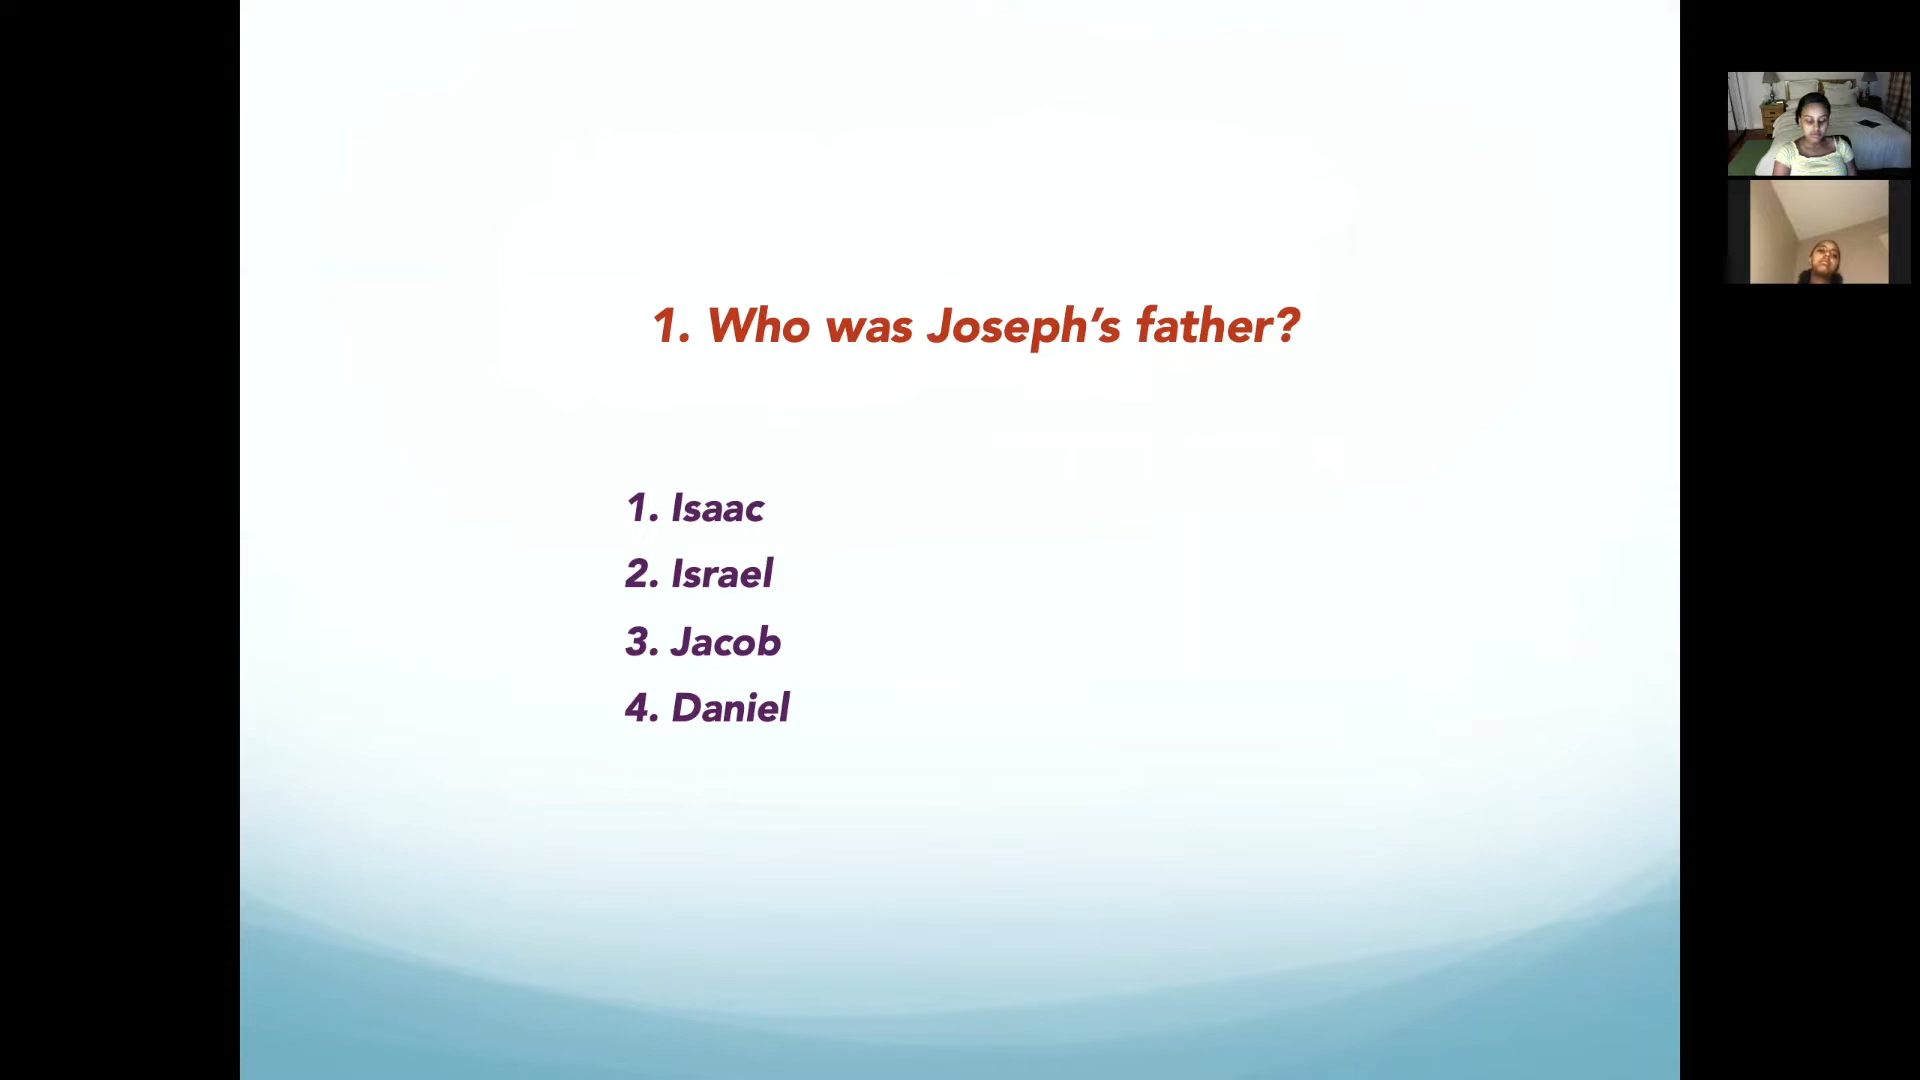 1. Who was Joseph’s father?
1. Isaac
2. Israel
3. Jacob
4. Daniel